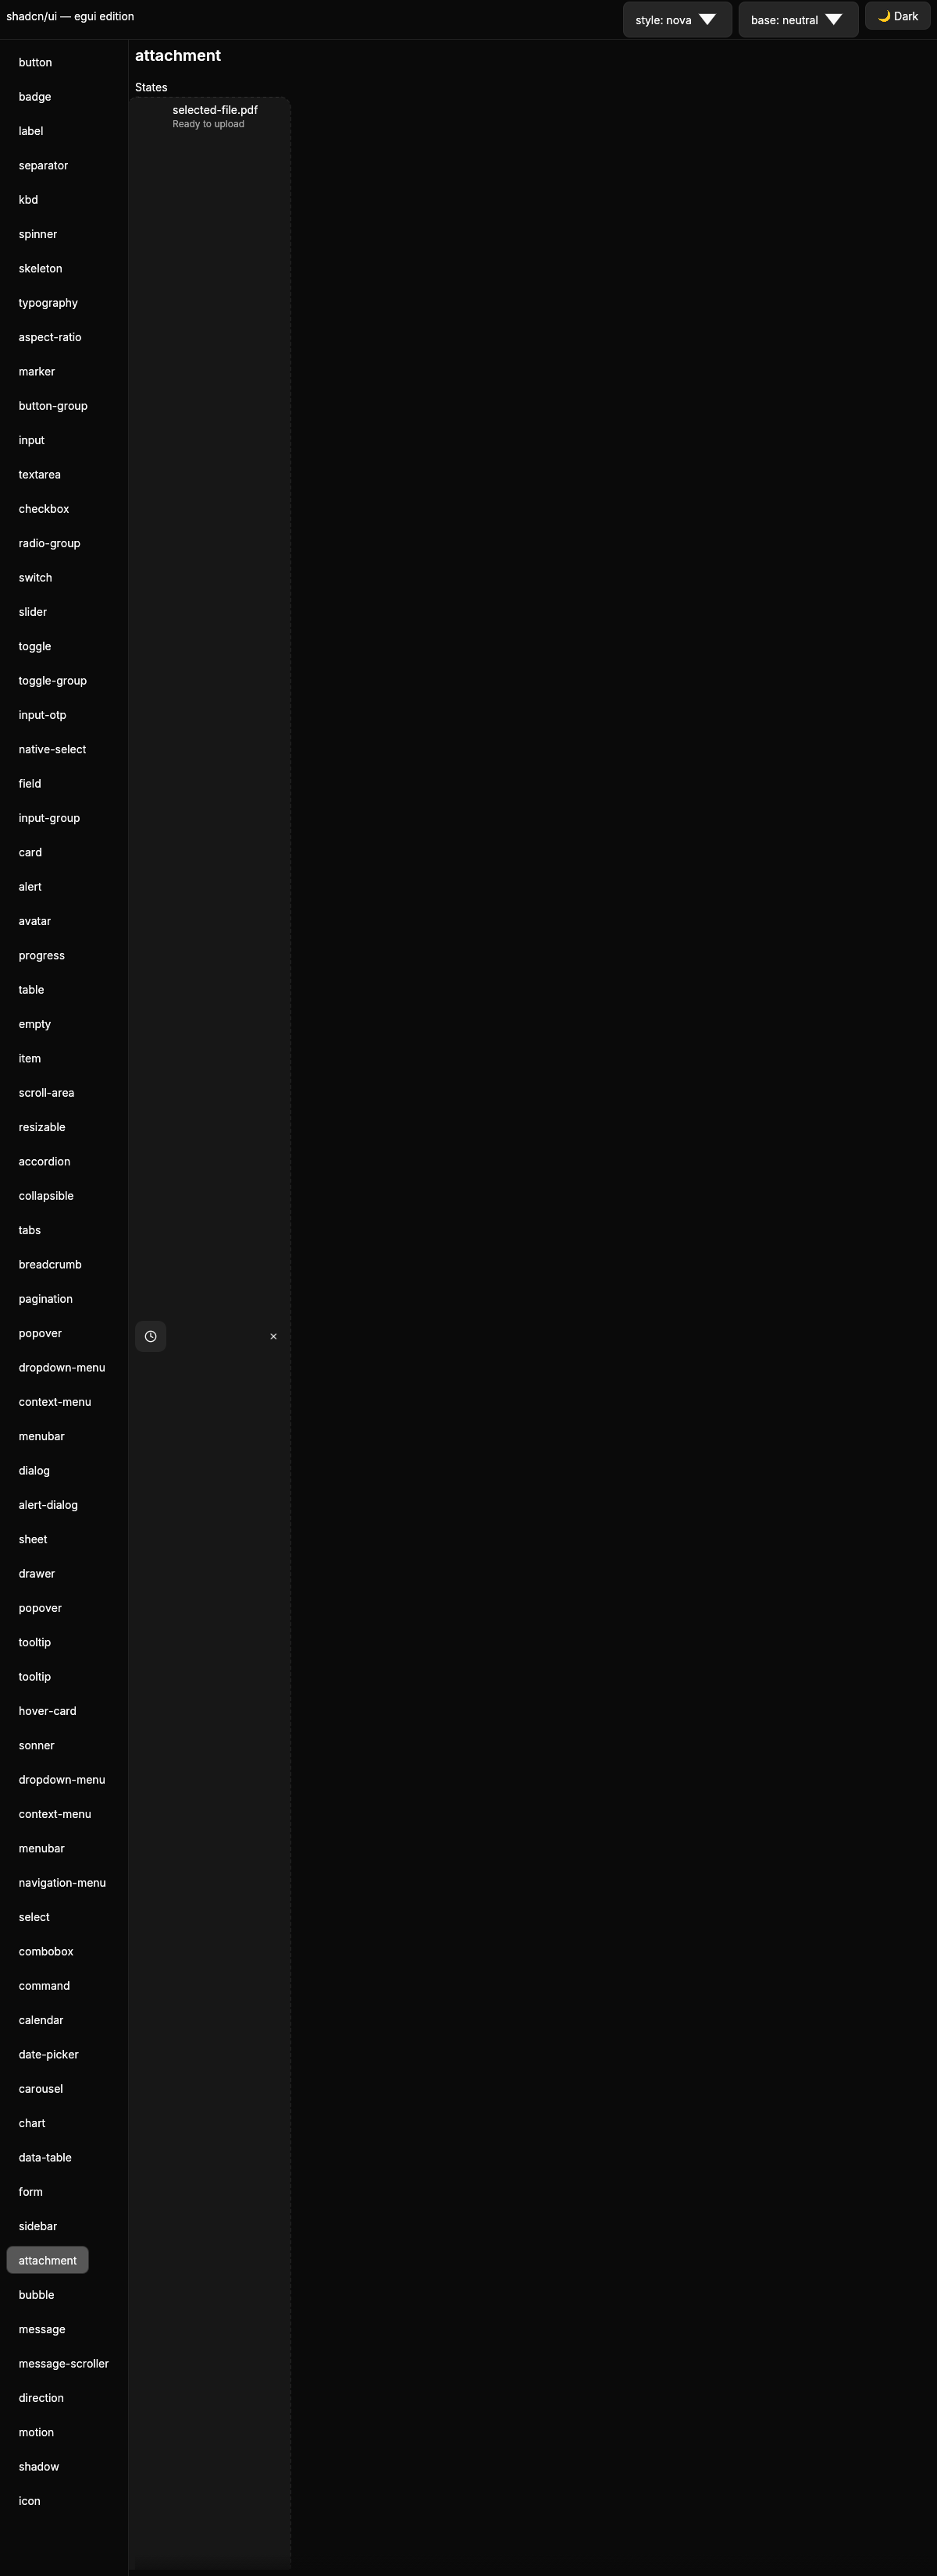 shadcn/ui — egui edition
style: nova
base: neutral
🌙 Dark
button
badge
label
separator
kbd
spinner
skeleton
typography
aspect-ratio
marker
button-group
input
textarea
checkbox
radio-group
switch
slider
toggle
toggle-group
input-otp
native-select
field
input-group
card
alert
avatar
progress
table
empty
item
scroll-area
resizable
accordion
collapsible
tabs
breadcrumb
pagination
popover
dropdown-menu
context-menu
menubar
dialog
alert-dialog
sheet
drawer
popover
tooltip
tooltip
hover-card
sonner
dropdown-menu
context-menu
menubar
navigation-menu
select
combobox
command
calendar
date-picker
carousel
chart
data-table
form
sidebar
attachment
bubble
message
message-scroller
direction
motion
shadow
icon
attachment
States
selected-file.pdf
Ready to upload